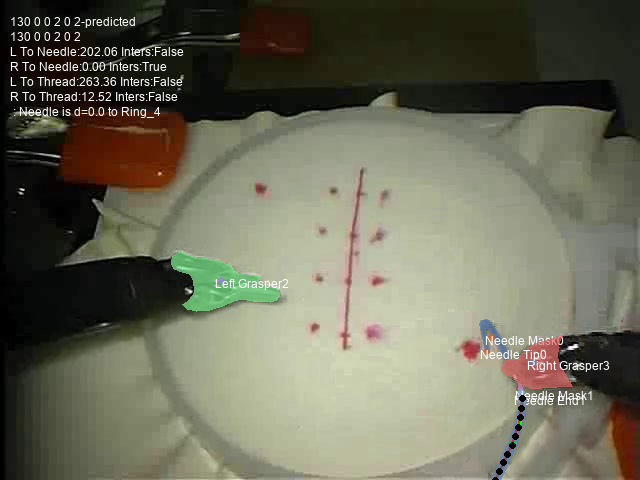 130 0 0 2 0 2-predicted
130 0 0 2 0 2
L To Needle:202.06 Inters:False
R To Needle:0.00 Inters:True
L To Thread:263.36 Inters:False
R To Thread:12.52 Inters:False
: Needle is d=0.0 to Ring_4
Left Grasper2
Needle Mask0
Needle Tip0
Right Grasper3
Needle Mask1
Needle End1